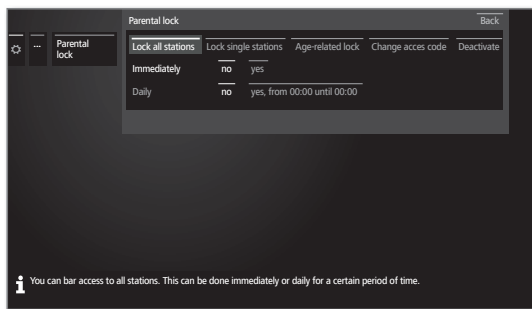 Parental lock Back
... Parental lock
Lock all stations Lock single stations Age-related lock Change acces code Deactivate
Immediately no yes
Daily no yes, from 00:00 until 00:00
i You can bar access to all stations. This can be done immediately or daily for a certain period of time.